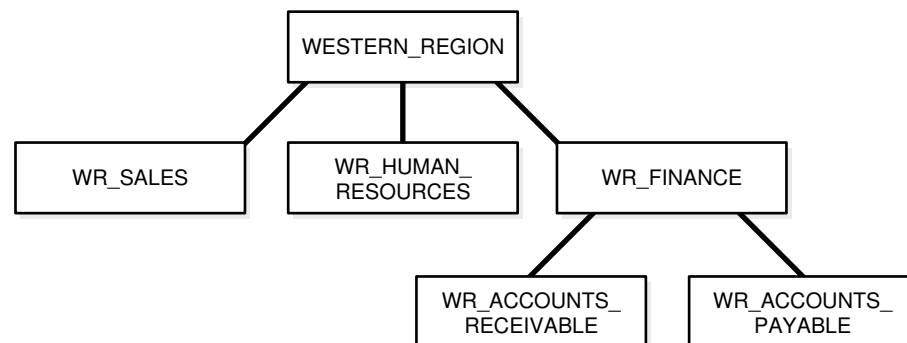 WESTERN_REGION
WR_SALES
WR_HUMAN_
RESOURCES
WR_FINANCE
WR_ACCOUNTS_
RECEIVABLE
WR_ACCOUNTS_
PAYABLE